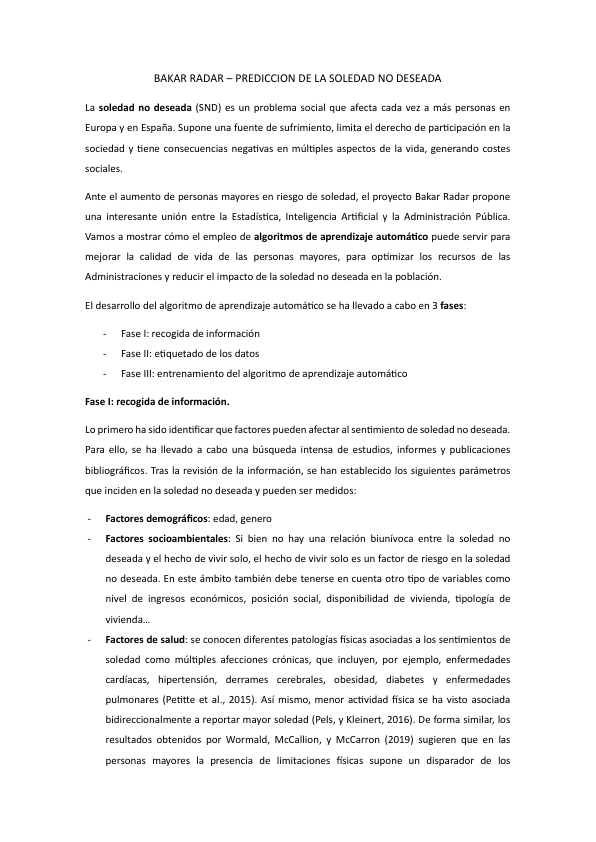 BAKAR RADAR – PREDICCION DE LA SOLEDAD NO DESEADA
La soledad no deseada (SND) es un problema social que afecta cada vez a más personas en
Europa y en España. Supone una fuente de sufrimiento, limita el derecho de participación en la
sociedad y tiene consecuencias negativas en múltiples aspectos de la vida, generando costes
sociales.
Ante el aumento de personas mayores en riesgo de soledad, el proyecto Bakar Radar propone
una interesante unión entre la Estadística, Inteligencia Artificial y la Administración Pública.
Vamos a mostrar cómo el empleo de algoritmos de aprendizaje automático puede servir para
mejorar la calidad de vida de las personas mayores, para optimizar los recursos de las
Administraciones y reducir el impacto de la soledad no deseada en la población.
El desarrollo del algoritmo de aprendizaje automático se ha llevado a cabo en 3 fases:
- Fase I: recogida de información
- Fase II: etiquetado de los datos
- Fase III: entrenamiento del algoritmo de aprendizaje automático
Fase I: recogida de información.
Lo primero ha sido identificar que factores pueden afectar al sentimiento de soledad no deseada.
Para ello, se ha llevado a cabo una búsqueda intensa de estudios, informes y publicaciones
bibliográficos. Tras la revisión de la información, se han establecido los siguientes parámetros
que inciden en la soledad no deseada y pueden ser medidos:
- Factores demográficos: edad, genero
- Factores socioambientales: Si bien no hay una relación biunívoca entre la soledad no
deseada y el hecho de vivir solo, el hecho de vivir solo es un factor de riesgo en la soledad
no deseada. En este ámbito también debe tenerse en cuenta otro tipo de variables como
nivel de ingresos económicos, posición social, disponibilidad de vivienda, tipología de
vivienda…
- Factores de salud: se conocen diferentes patologías físicas asociadas a los sentimientos de
soledad como múltiples afecciones crónicas, que incluyen, por ejemplo, enfermedades
cardíacas, hipertensión, derrames cerebrales, obesidad, diabetes y enfermedades
pulmonares (Petitte et al., 2015). Así mismo, menor actividad física se ha visto asociada
bidireccionalmente a reportar mayor soledad (Pels, y Kleinert, 2016). De forma similar, los
resultados obtenidos por Wormald, McCallion, y McCarron (2019) sugieren que en las
personas mayores la presencia de limitaciones físicas supone un disparador de los